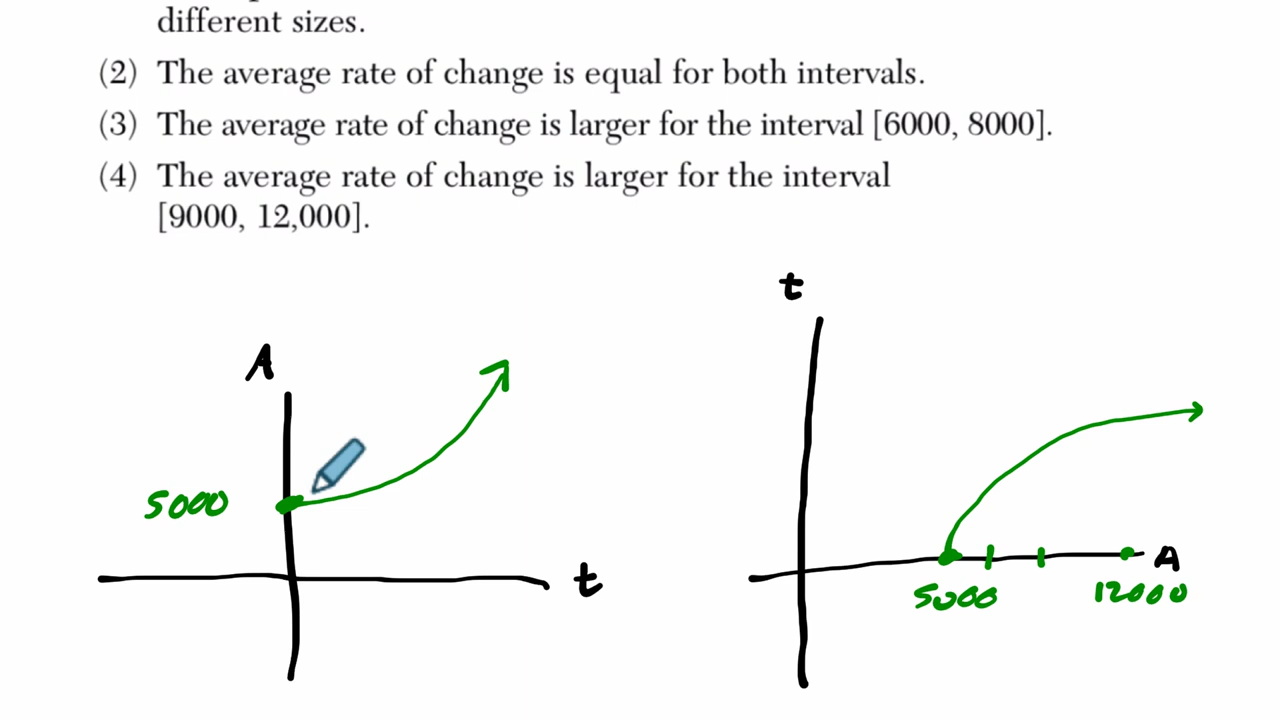 different sizes.
(2) The average rate of change is equal for both intervals.
(3) The average rate of change is larger for the interval [6000, 8000].
(4) The average rate of change is larger for the interval
[9000, 12,000].
t
A
5000
t
A
5000
12000